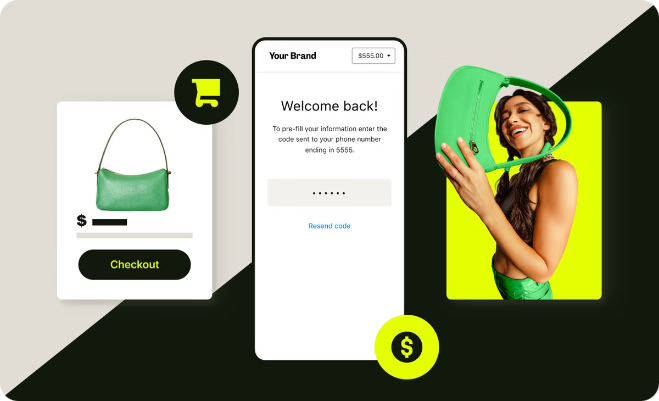 Your Brand
$555.00
Welcome back!
To pre-fill your information enter the
code sent to your phone number
ending in 5555.
Resend code
$
Checkout
$